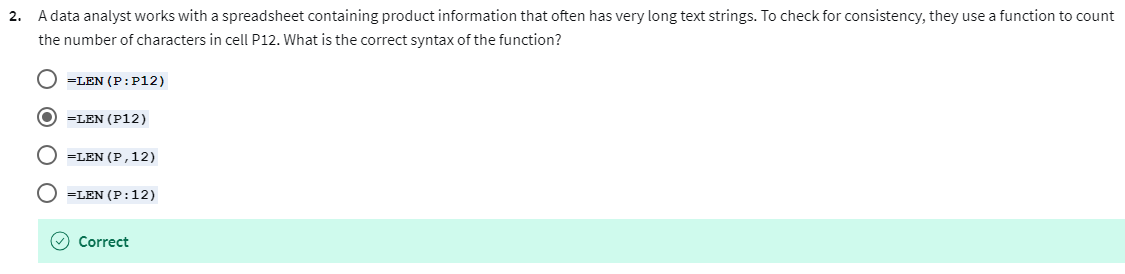 2. A data analyst works with a spreadsheet containing product information that often has very long text strings. To check for consistency, they use a function to count
the number of characters in cell P12. What is the correct syntax of the function?
=LEN(P:P12)
=LEN(P12)
=LEN(P,12)
=LEN(P:12)
Correct